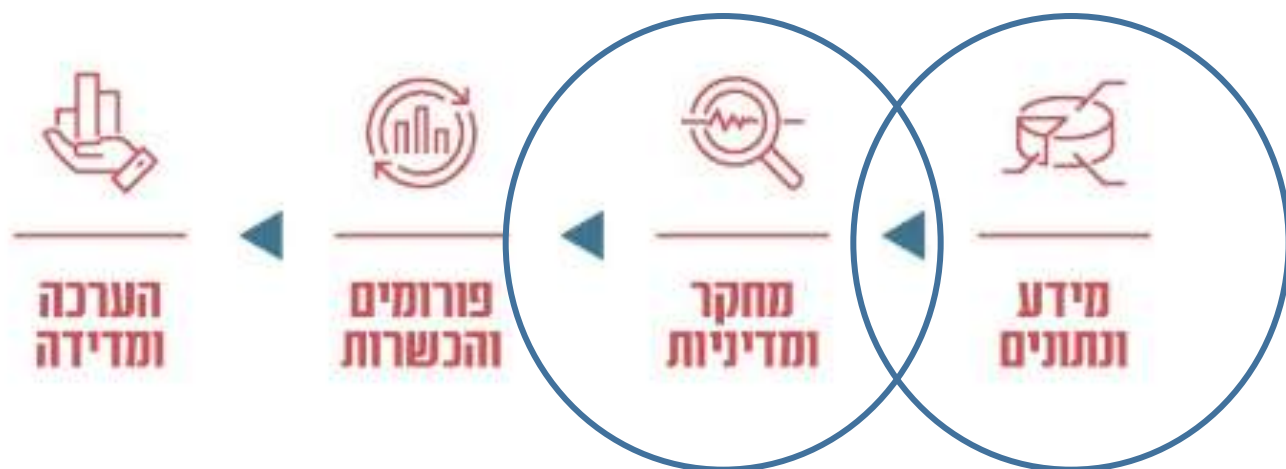 מידע
ונתונים
מחקר
ומדיניות
פורומים
והכשרות
הערכה
ומדידה